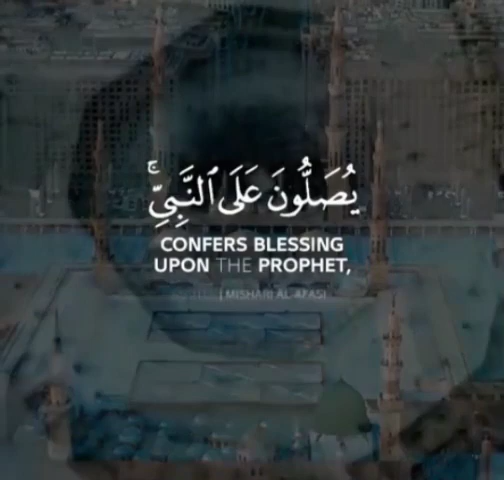 يُصَلُّونَ عَلَى ٱلنَّبِيِّۚ
CONFERS BLESSING
UPON THE PROPHET,
| MISHARI AL-AFASI